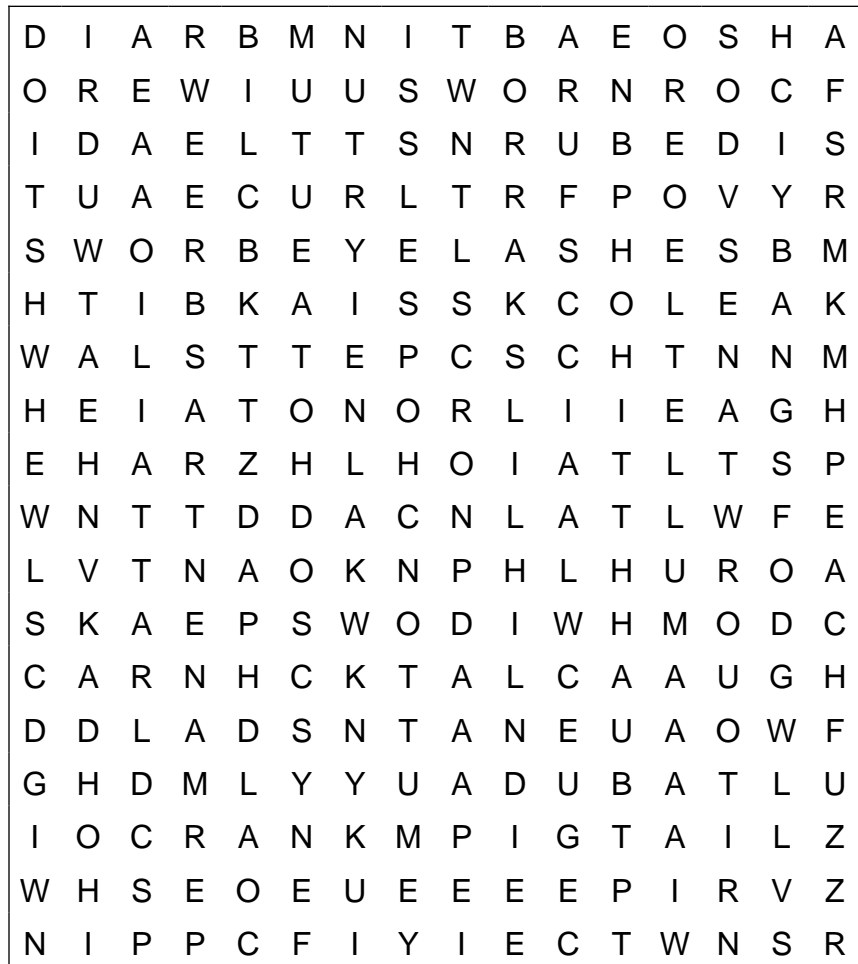 D I A R B M N I T B A E O S H A
O R E W I U U S W O R N R O C F
I D A E L T T S N R U B E D I S
T U A E C U R L T R F P O V Y R
S W O R B E Y E L A S H E S B M
H T I B K A I S S K C O L E A K
W A L S T T E P C S C H T N N M
H E I A T O N O R L I I E A G H
E H A R Z H L H O I A T L T S P
W N T T D D A C N L A T L W F E
L V T N A O K N P H L H U R O A
S K A E P S W O D I W H M O D C
C A R N H C K T A L C A A U G H
D D L A D S N T A N E U A O W F
G H D M L Y Y U A D U B A T L U
I O C R A N K M P I G T A I L Z
W H S E O E U E E E E P I R V Z
N I P P C F I Y I E C T W N S R